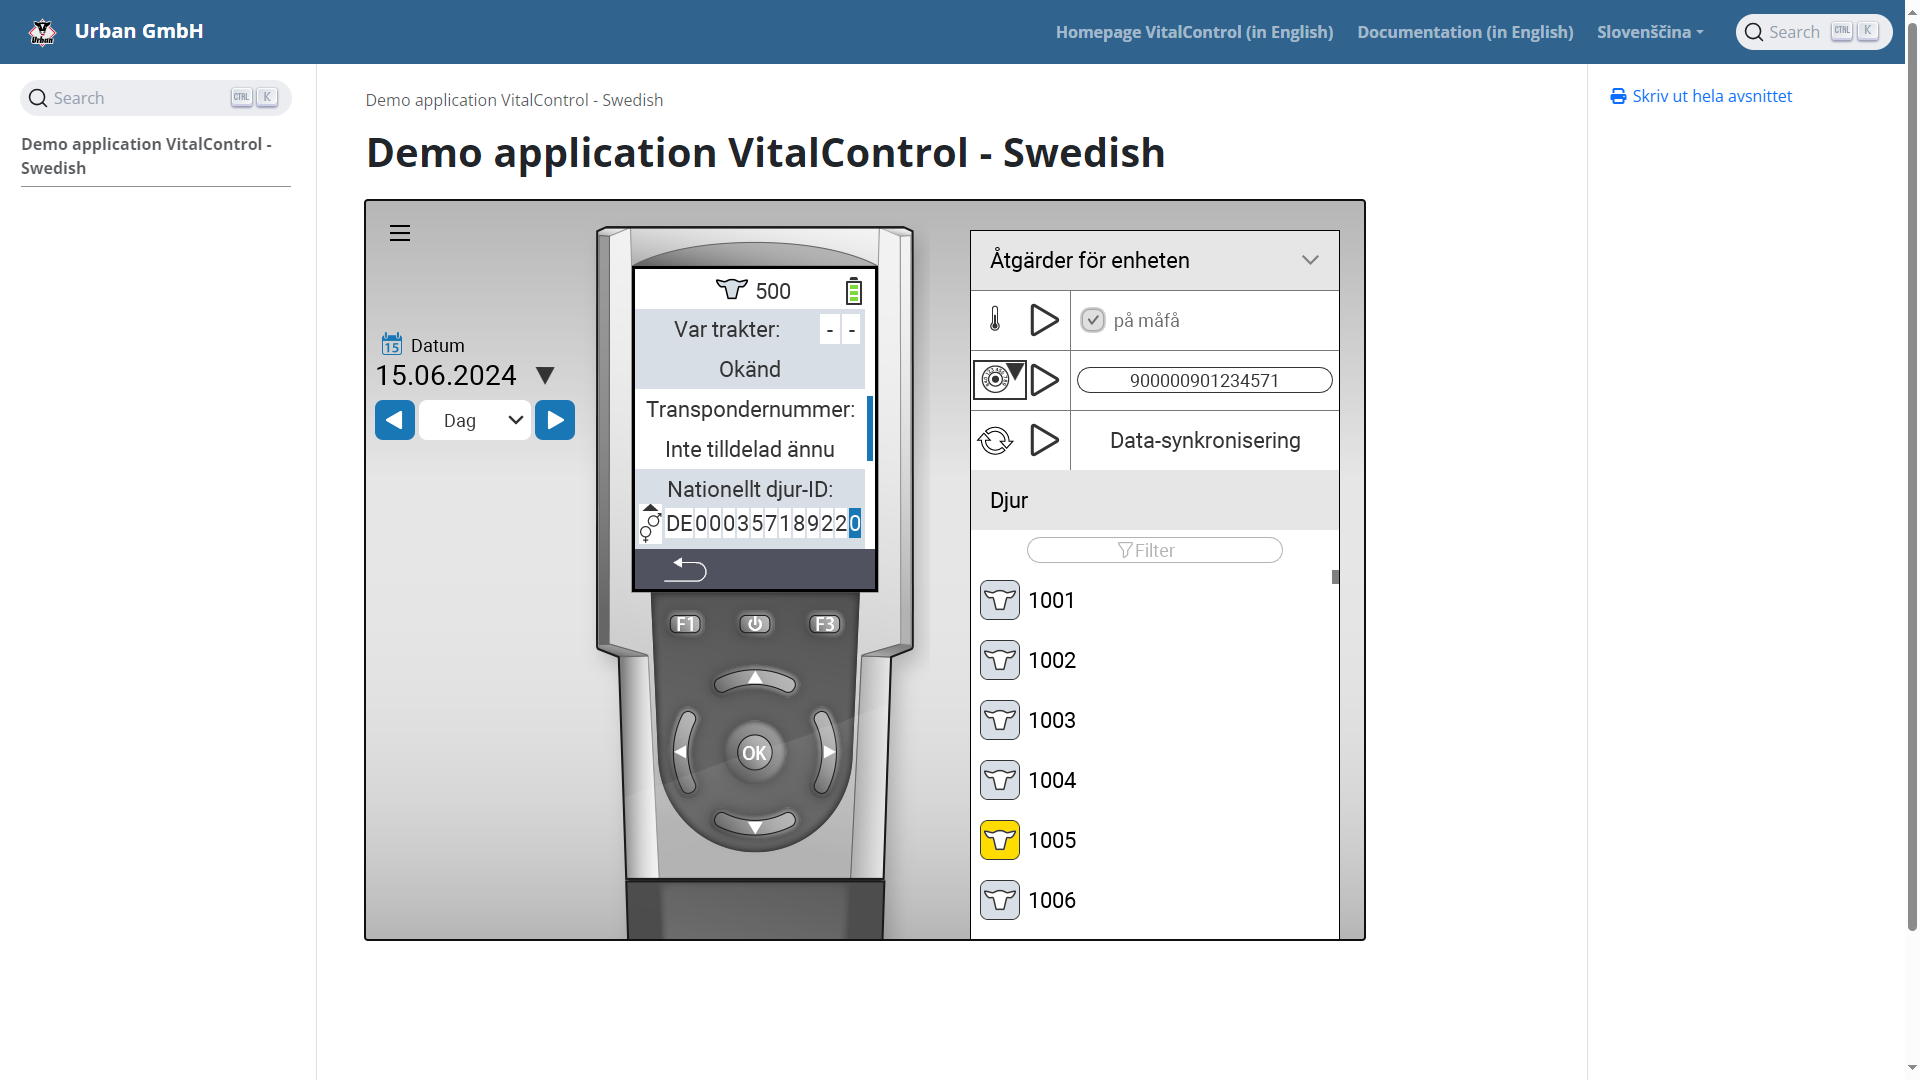 Urban GmbH
Homepage VitalControl (in English)
Documentation (in English)
Slovenščina
Search
CTRL
K
Search
CTRL
K
Demo application VitalControl -
Swedish
Demo application VitalControl - Swedish
Demo application VitalControl - Swedish
Skriv ut hela avsnittet
15
Datum
15.06.2024
Dag
500
Var trakter:
- -
Okänd
Transpondernummer:
Inte tilldelad ännu
Nationellt djur-ID:
DE000357189220
F1
F3
OK
Åtgärder för enheten
på måfå
900000901234571
Data-synkronisering
Djur
Filter
1001
1002
1003
1004
1005
1006